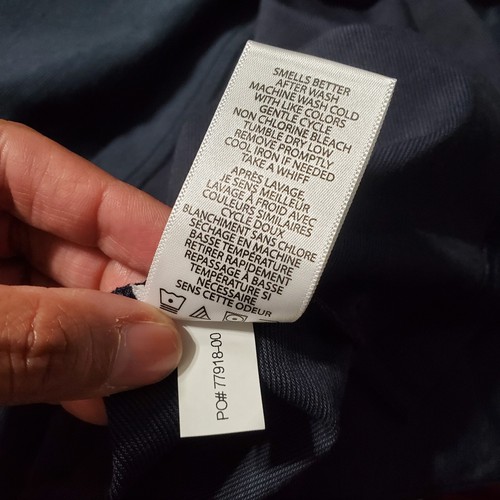 SMELLS BETTER
AFTER WASH
MACHINE WASH COLD
WITH LIKE COLORS
GENTLE CYCLE
NON CHLORINE BLEACH
TUMBLE DRY LOW
REMOVE PROMPTLY
COOL IRON IF NEEDED
TAKE A WHIFF
APRÈS LAVAGE,
JE SENS MEILLEUR
LAVAGE À FROID AVEC
COULEURS SIMILAIRES
CYCLE DOUX
BLANCHIMENT SANS CHLORE
SÉCHAGE EN MACHINE
BASSE TEMPÉRATURE
RETIRER RAPIDEMENT
REPASSAGE À BASSE
TEMPÉRATURE SI
NÉCESSAIRE
SENS CETTE ODEUR
PO# 77918-00